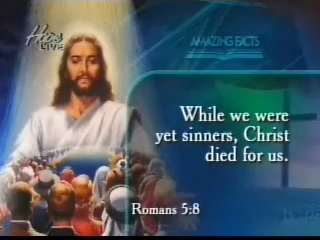 AMAZING FACTS
While we were
yet sinners, Christ
died for us.
Romans 5:8